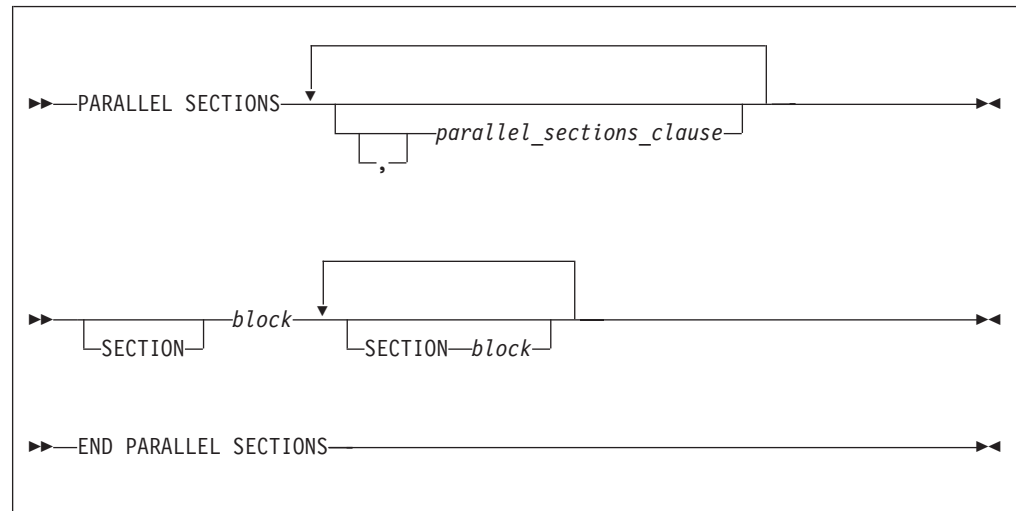 PARALLEL SECTIONS
parallel_sections_clause
,
block
SECTION
SECTION block
END PARALLEL SECTIONS